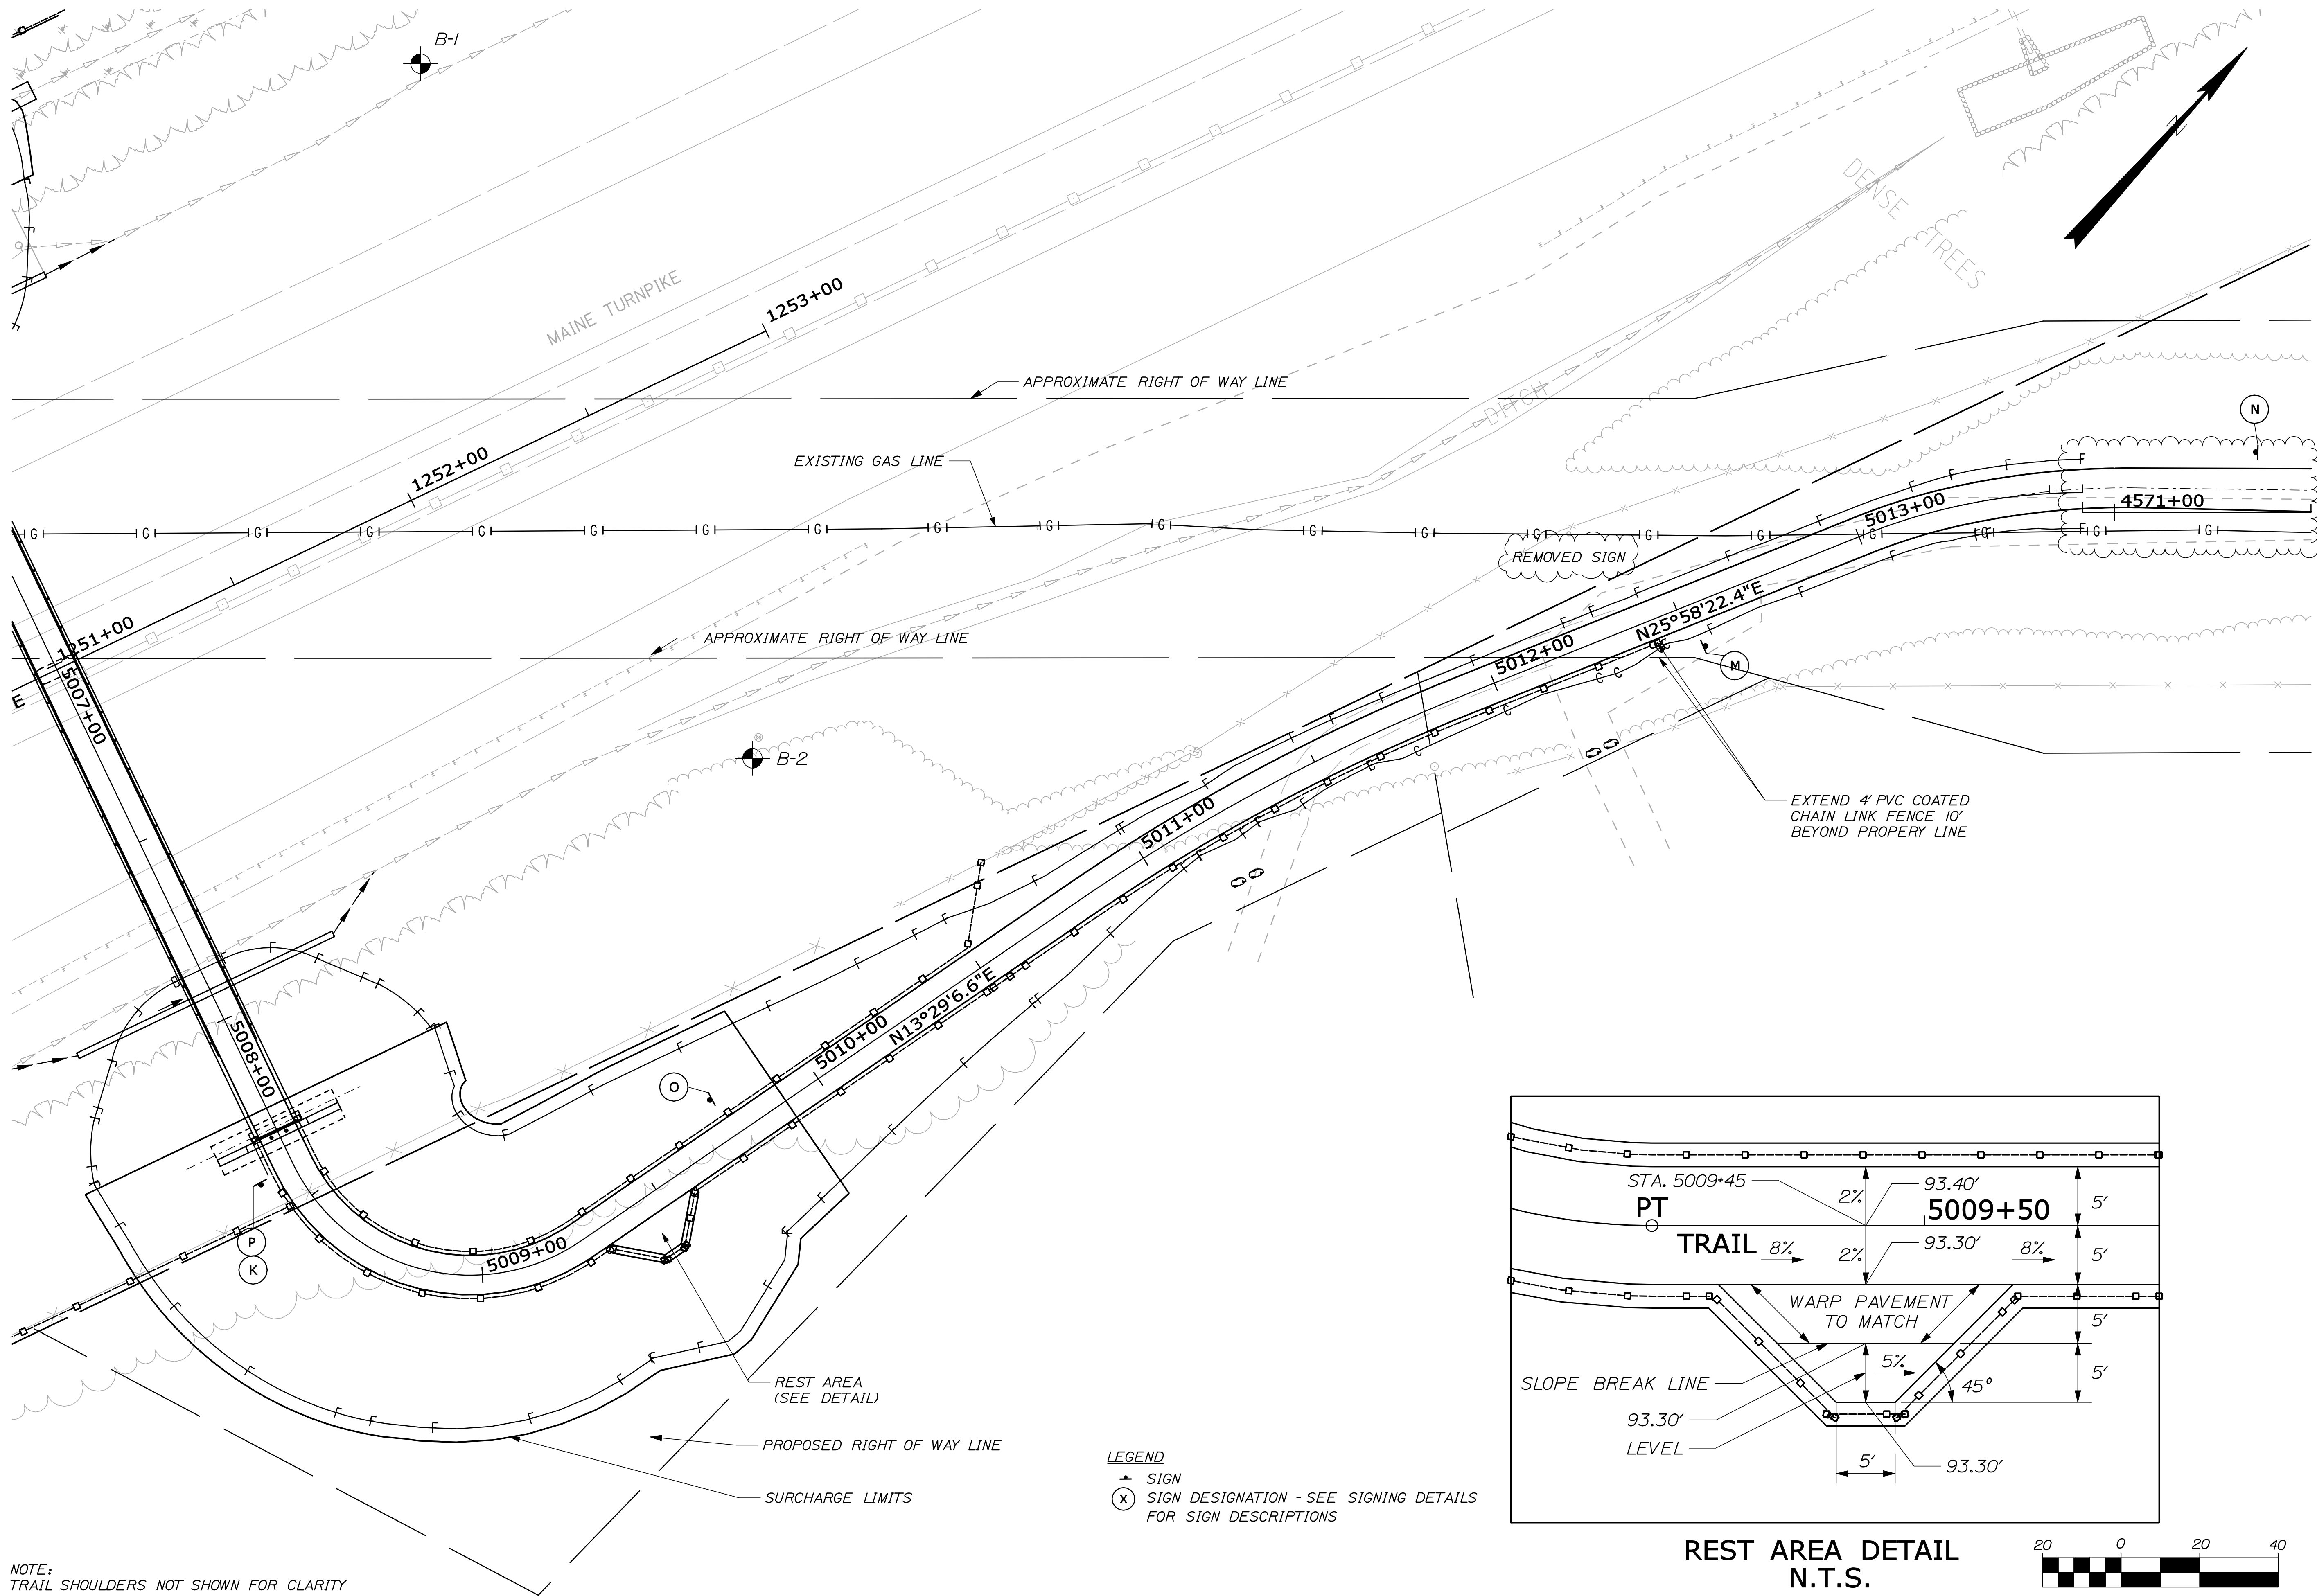 B-1
N
DENSE
TREES
MAINE TURNPIKE
1253+00
APPROXIMATE RIGHT OF WAY LINE
DITCH
N
EXISTING GAS LINE
1252+00
4571+00
5013+00
G G G G G G G G G G G G G G G G G G G G
REMOVED SIGN
N25°58'22.4"E
1251+00
APPROXIMATE RIGHT OF WAY LINE
5012+00
M
E
5007+00
B-2
EXTEND 4' PVC COATED
CHAIN LINK FENCE 10'
BEYOND PROPERY LINE
5011+00
N13°29'6.6"E
5010+00
5008+00
O
P
K
5009+00
REST AREA
(SEE DETAIL)
PROPOSED RIGHT OF WAY LINE
SURCHARGE LIMITS
LEGEND
SIGN
X SIGN DESIGNATION - SEE SIGNING DETAILS
FOR SIGN DESCRIPTIONS
STA. 5009+45
2%
93.40'
5009+50
5'
PT
TRAIL
8%
2%
93.30'
8%
5'
WARP PAVEMENT
TO MATCH
5'
SLOPE BREAK LINE
5%
45°
5'
93.30'
LEVEL
5'
93.30'
REST AREA DETAIL
N.T.S.
20 0 20 40
NOTE:
TRAIL SHOULDERS NOT SHOWN FOR CLARITY